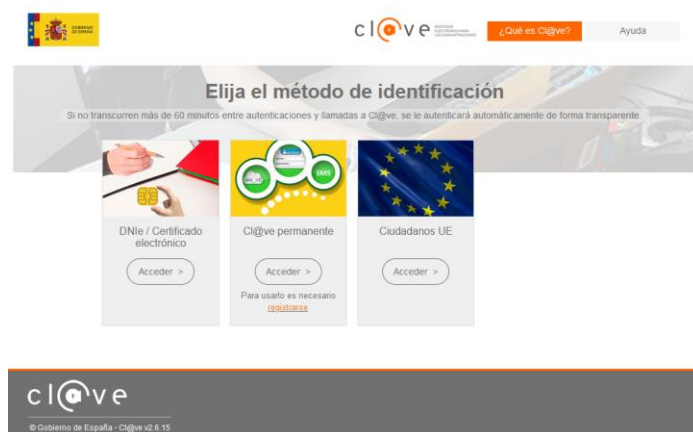 GOBIERNO
DE ESPAÑA
cl@ve
¿Qué es Cl@ve?
Ayuda
Elija el método de identificación
Si no transcurren más de 60 minutos entre autenticaciones y llamadas a Cl@ve, se le autenticará automáticamente de forma transparente.
SMS
DNIe / Certificado
electrónico
Acceder >
Cl@ve permanente
Acceder >
Para usarlo es necesario
registrarse
Ciudadanos UE
Acceder >
cl@ve
© Gobierno de España - Cl@ve v2.6.15